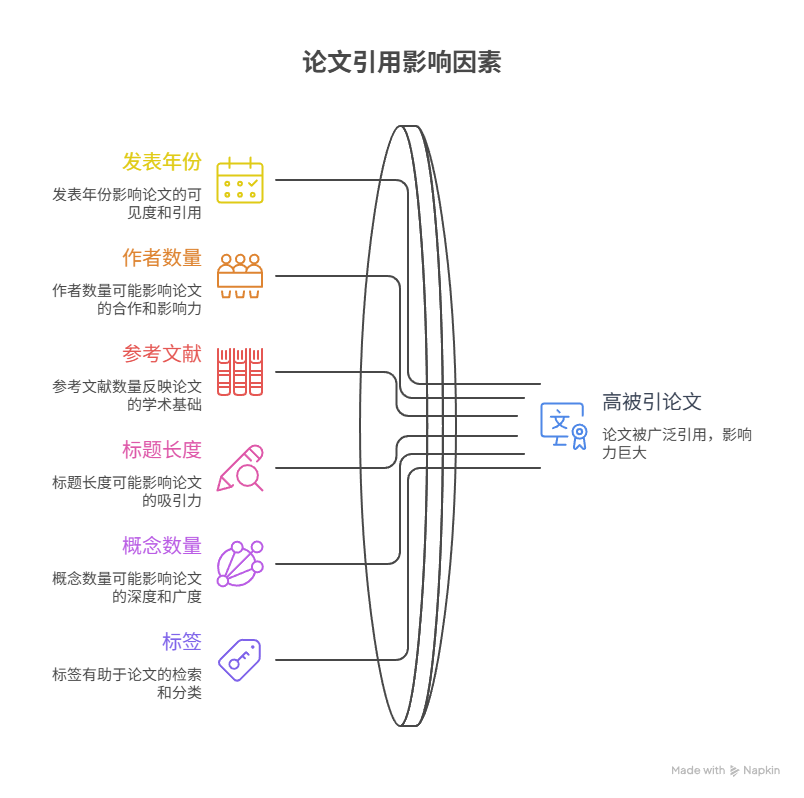 论文引用影响因素
发表年份
发表年份影响论文的可
见度和引用
作者数量
作者数量可能影响论文
的合作和影响力
参考文献
参考文献数量反映论文
的学术基础
标题长度
标题长度可能影响论文
的吸引力
概念数量
概念数量可能影响论文
的深度和广度
标签
标签有助于论文的检索
和分类
文
高被引论文
论文被广泛引用，影响
力巨大
Made with Napkin